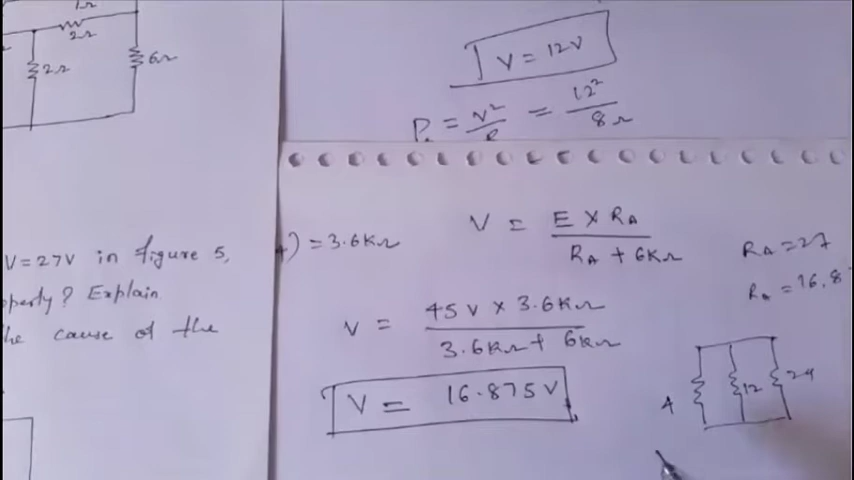 2Ω
2Ω
6Ω
V = 27V in figure 5,
operty? Explain
he cause of the
V = 12V
P = V² = 12²
R 8Ω
) = 3.6KΩ
V = E × RA
RA + 6KΩ
RA = 27
RA = 16.8
V = 45V × 3.6KΩ
3.6KΩ + 6KΩ
V = 16.875V
4 12 24